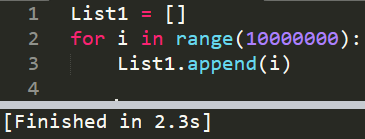 1 List1 = []
2 for i in range(10000000):
3     List1.append(i)
4
[Finished in 2.3s]